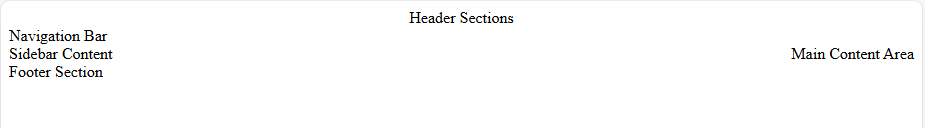 Header Sections
Navigation Bar
Sidebar Content Main Content Area
Footer Section